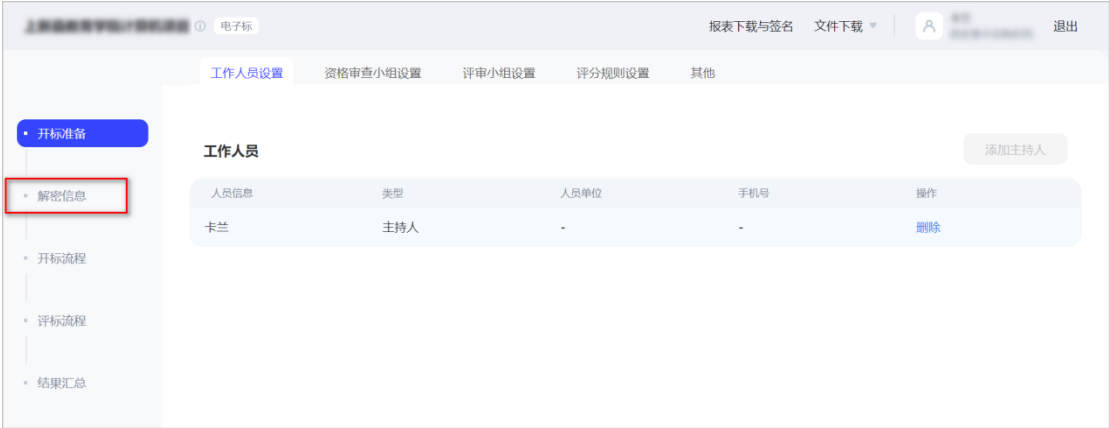 电子标 报表下载与签名 文件下载 退出
工作人员设置 资格审查小组设置 评审小组设置 评分规则设置 其他
开标准备
工作人员 添加主持人
解密信息
人员信息 类型 人员单位 手机号 操作
卡兰 主持人 - - 删除
开标流程
评标流程
结果汇总